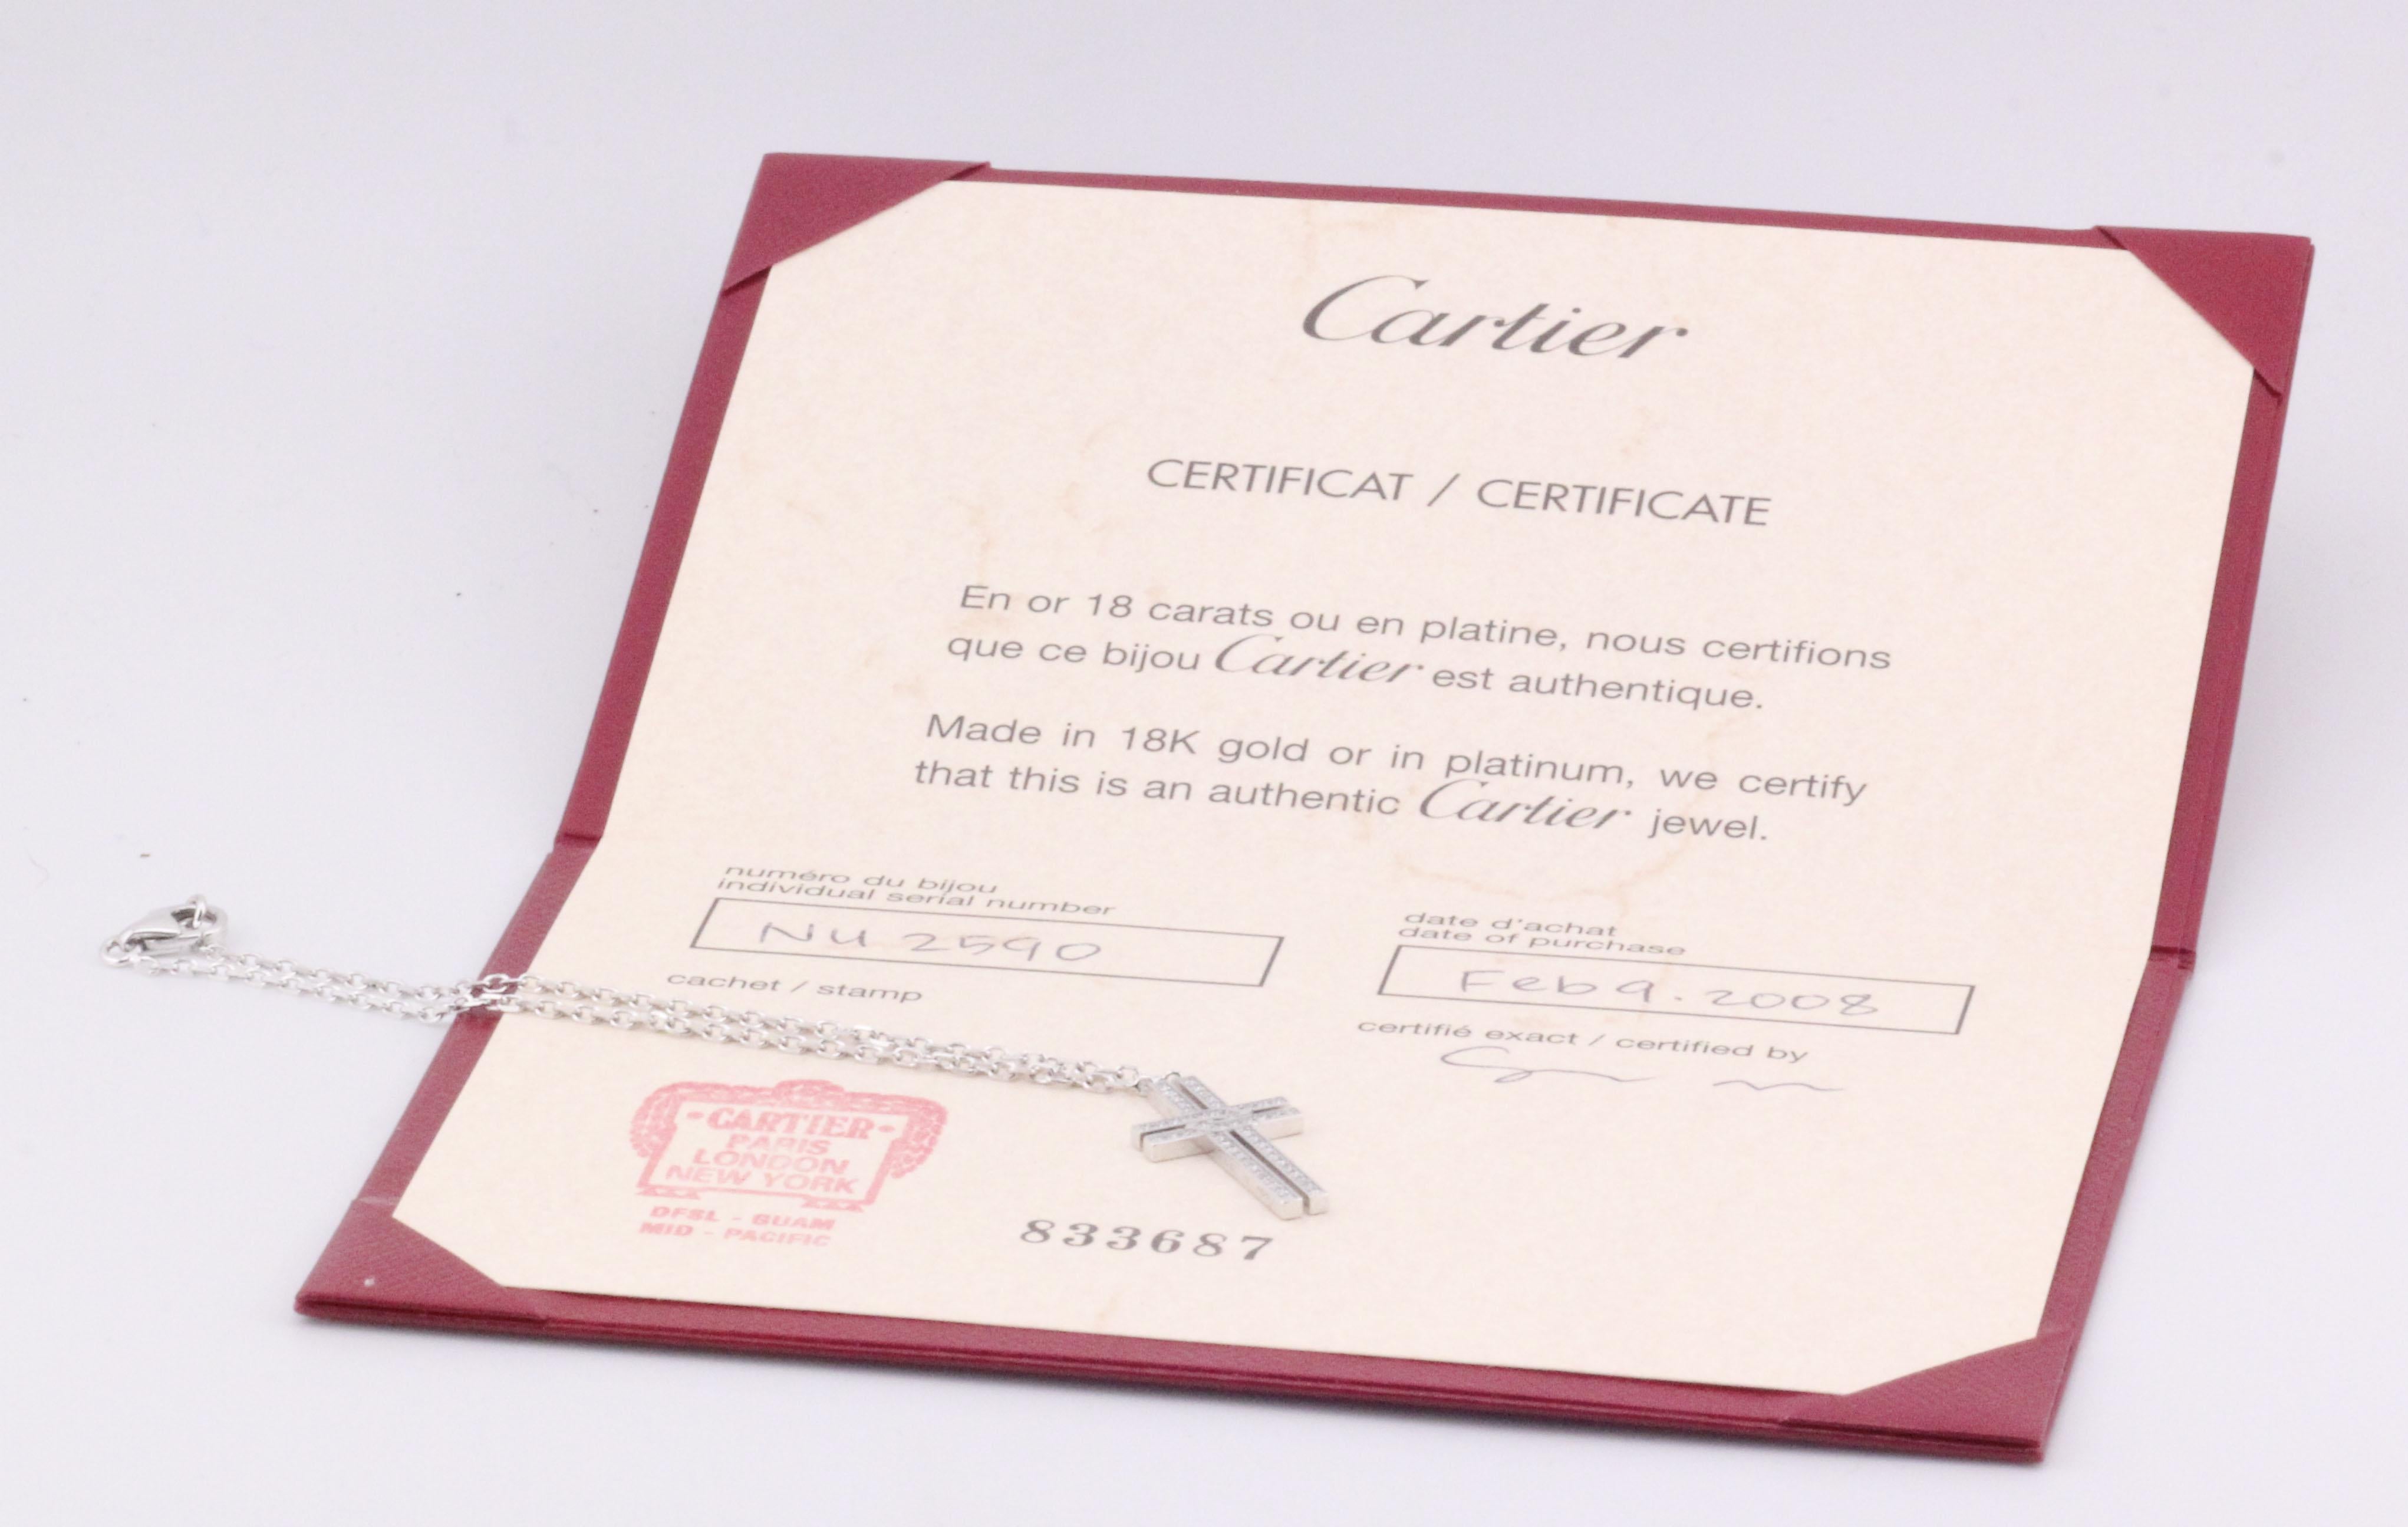 Cartier
CERTIFICAT / CERTIFICATE
En or 18 carats ou en platine, nous certifions
que ce bijou Cartier est authentique.
Made in 18K gold or in platinum, we certify
that this is an authentic Cartier jewel.
numéro du bijou
individual serial number
NU 2590
date d'achat
date of purchase
Feb 9. 2008
cachet / stamp
certifié exact / certified by
CARTIER
PARIS
LONDON
NEW YORK
DFSL - GUAM
MID - PACIFIC
833687